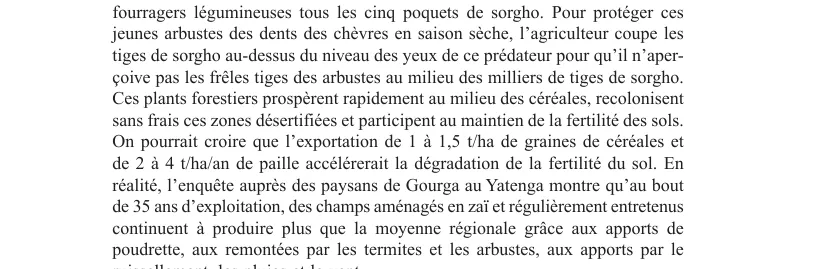 fourragers légumineuses tous les cinq poquets de sorgho. Pour protéger ces
jeunes arbustes des dents des chèvres en saison sèche, l’agriculteur coupe les
tiges de sorgho au-dessus du niveau des yeux de ce prédateur pour qu’il n’aper-
çoive pas les frêles tiges des arbustes au milieu des milliers de tiges de sorgho.
Ces plants forestiers prospèrent rapidement au milieu des céréales, recolonisent
sans frais ces zones désertifiées et participent au maintien de la fertilité des sols.
On pourrait croire que l’exportation de 1 à 1,5 t/ha de graines de céréales et
de 2 à 4 t/ha/an de paille accélérerait la dégradation de la fertilité du sol. En
réalité, l’enquête auprès des paysans de Gourga au Yatenga montre qu’au bout
de 35 ans d’exploitation, des champs aménagés en zaï et régulièrement entretenus
continuent à produire plus que la moyenne régionale grâce aux apports de
poudrette, aux remontées par les termites et les arbustes, aux apports par le